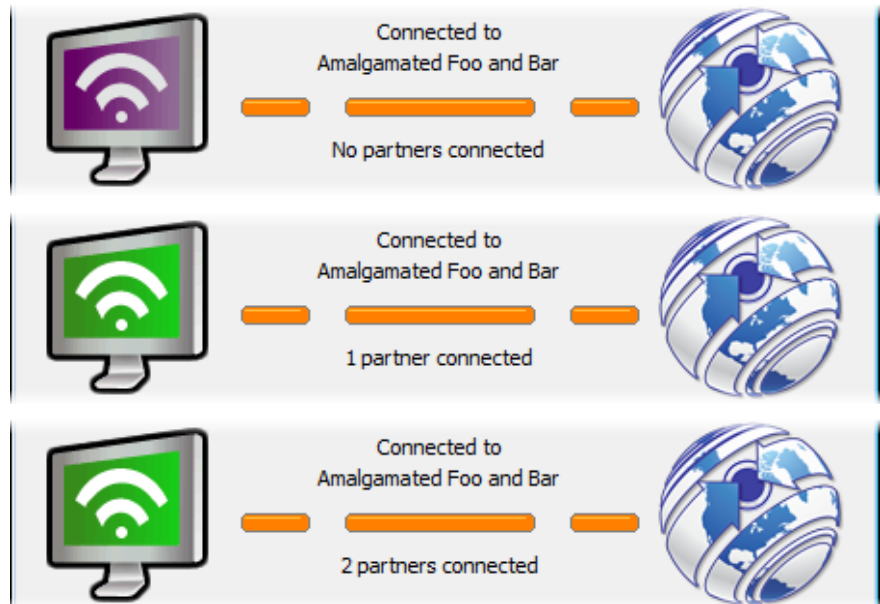 Connected to
Amalgamated Foo and Bar
No partners connected
Connected to
Amalgamated Foo and Bar
1 partner connected
Connected to
Amalgamated Foo and Bar
2 partners connected